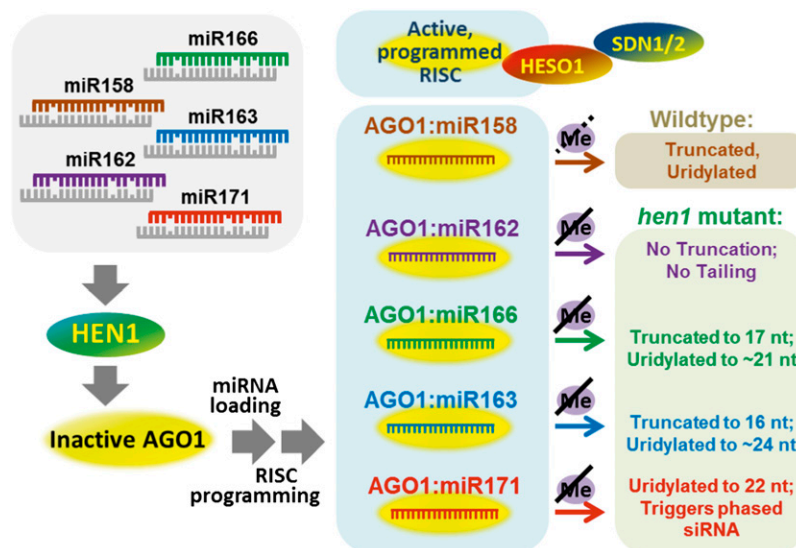 miR166
miR158
miR163
miR162
miR171
HEN1
Inactive AGO1
miRNA
loading
RISC
programming
Active,
programmed
RISC
HESO1
SDN1/2
AGO1:miR158
Me
Wildtype:
Truncated,
Uridylated
hen1 mutant:
AGO1:miR162
Me
No Truncation;
No Tailing
AGO1:miR166
Me
Truncated to 17 nt;
Uridylated to ~21 nt
AGO1:miR163
Me
Truncated to 16 nt;
Uridylated to ~24 nt
AGO1:miR171
Me
Uridylated to 22 nt;
Triggers phased
siRNA